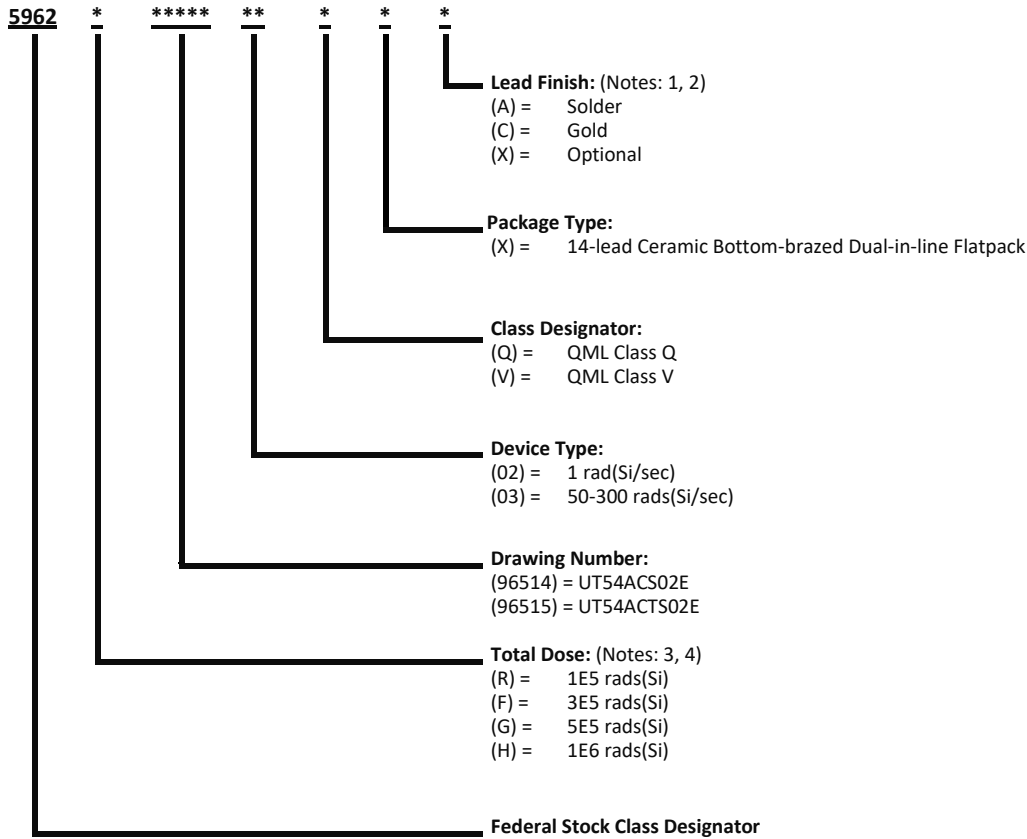 5962 * ***** ** * * *
Lead Finish: (Notes: 1, 2)
(A) = Solder
(C) = Gold
(X) = Optional
Package Type:
(X) = 14-lead Ceramic Bottom-brazed Dual-in-line Flatpack
Class Designator:
(Q) = QML Class Q
(V) = QML Class V
Device Type:
(02) = 1 rad(Si/sec)
(03) = 50-300 rads(Si/sec)
Drawing Number:
(96514) = UT54ACS02E
(96515) = UT54ACTS02E
Total Dose: (Notes: 3, 4)
(R) = 1E5 rads(Si)
(F) = 3E5 rads(Si)
(G) = 5E5 rads(Si)
(H) = 1E6 rads(Si)
Federal Stock Class Designator